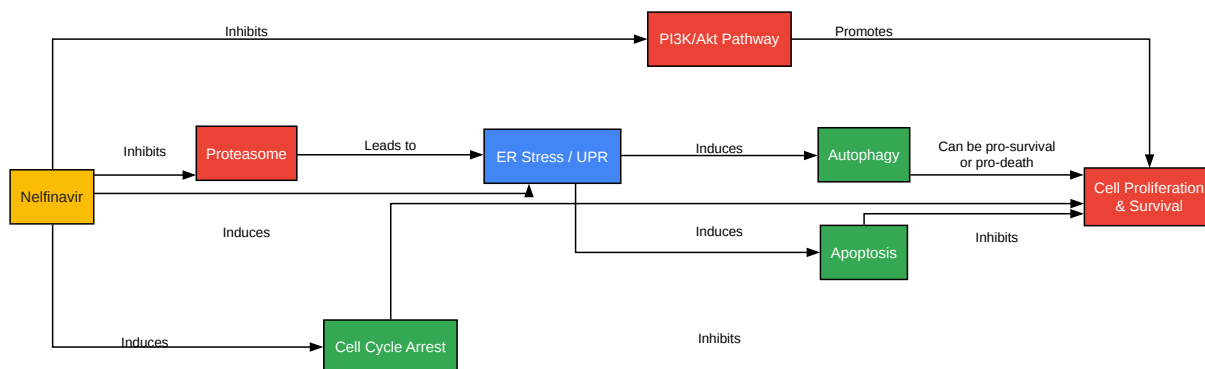 Inhibits
PI3K/Akt Pathway
Promotes
Inhibits
Proteasome
Leads to
ER Stress / UPR
Induces
Autophagy
Can be pro-survival
or pro-death
Nelfinavir
Cell Proliferation
& Survival
Induces
Induces
Apoptosis
Inhibits
Induces
Cell Cycle Arrest
Inhibits